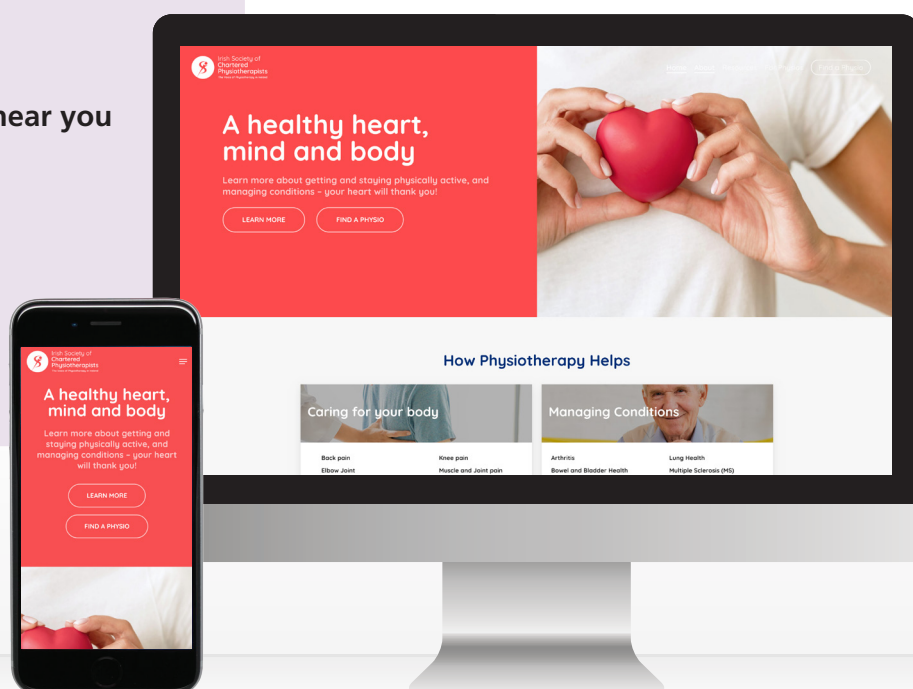 near you
Irish Society of
Chartered
Physiotherapists
A healthy heart,
mind and body
Learn more about getting and staying physically active, and
managing conditions – your heart will thank you!
LEARN MORE
FIND A PHYSIO
How Physiotherapy Helps
Caring for your body
Managing Conditions
Back pain
Knee pain
Elbow Joint
Muscle and Joint pain
Arthritis
Lung Health
Bowel and Bladder Health
Multiple Sclerosis (MS)
Irish Society of
Chartered
Physiotherapists
A healthy heart,
mind and body
Learn more about getting and
staying physically active, and
managing conditions – your heart
will thank you!
LEARN MORE
FIND A PHYSIO